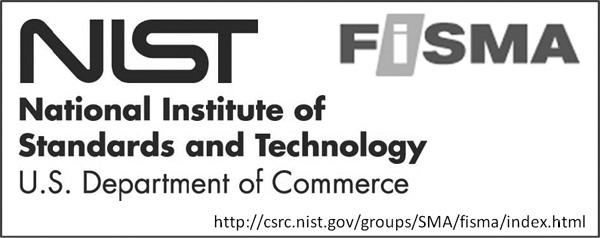 NIST
FiSMA
National Institute of
Standards and Technology
U.S. Department of Commerce
http://csrc.nist.gov/groups/SMA/fisma/index.html